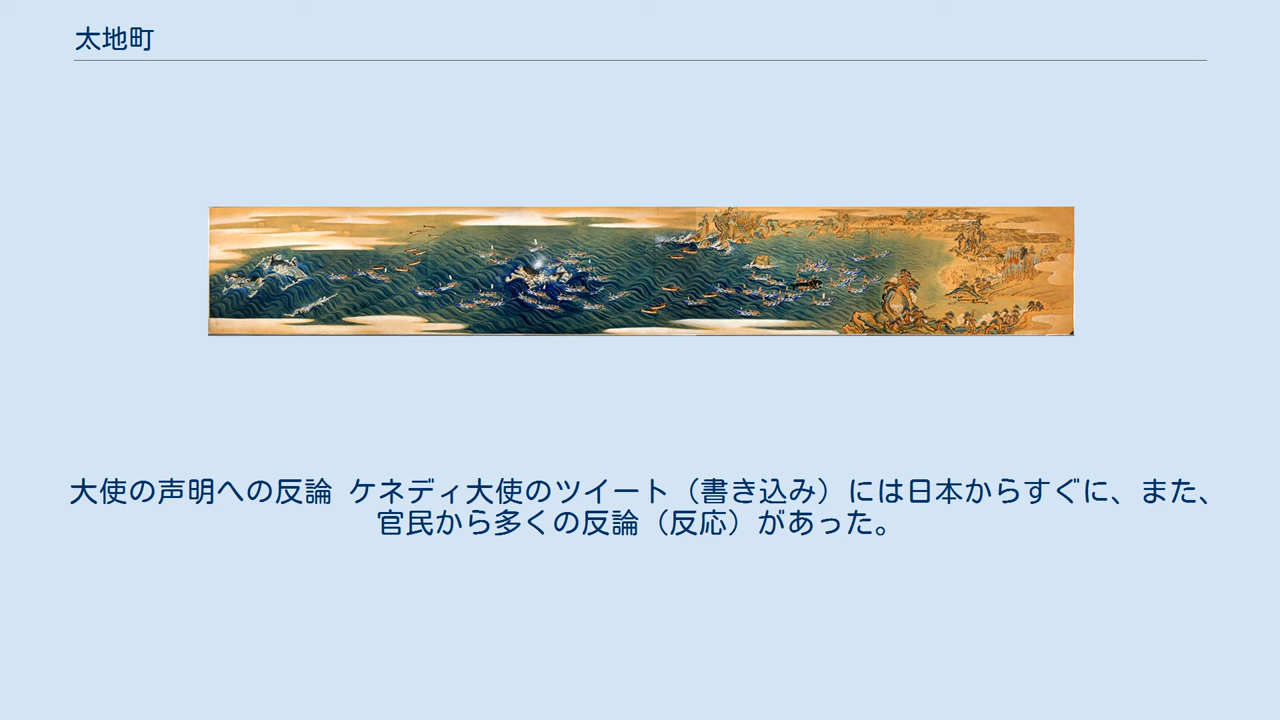 太地町
大使の声明への反論 ケネディ大使のツイート（書き込み）には日本からすぐに、また、
官民から多くの反論（反応）があった。